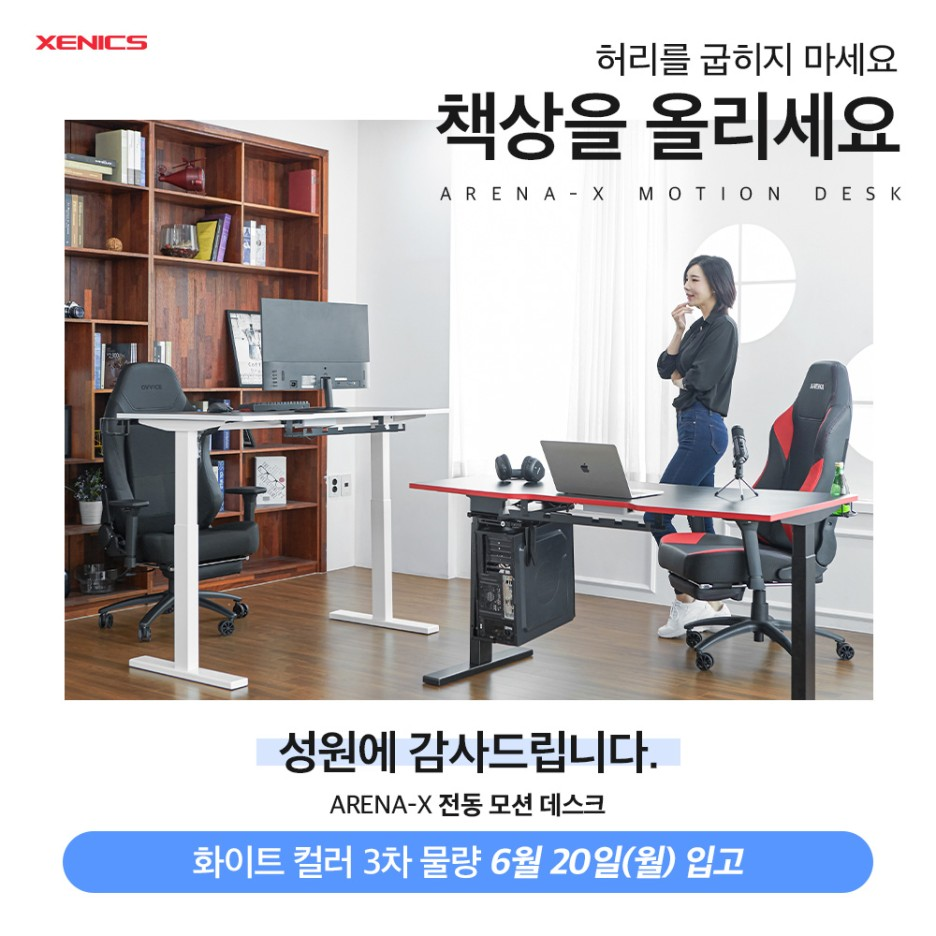 XENICS
허리를 굽히지 마세요
책상을 올리세요
ARENA-X MOTION DESK
성원에 감사드립니다.
ARENA-X 전동 모션 데스크
화이트 컬러 3차 물량 6월 20일(월) 입고